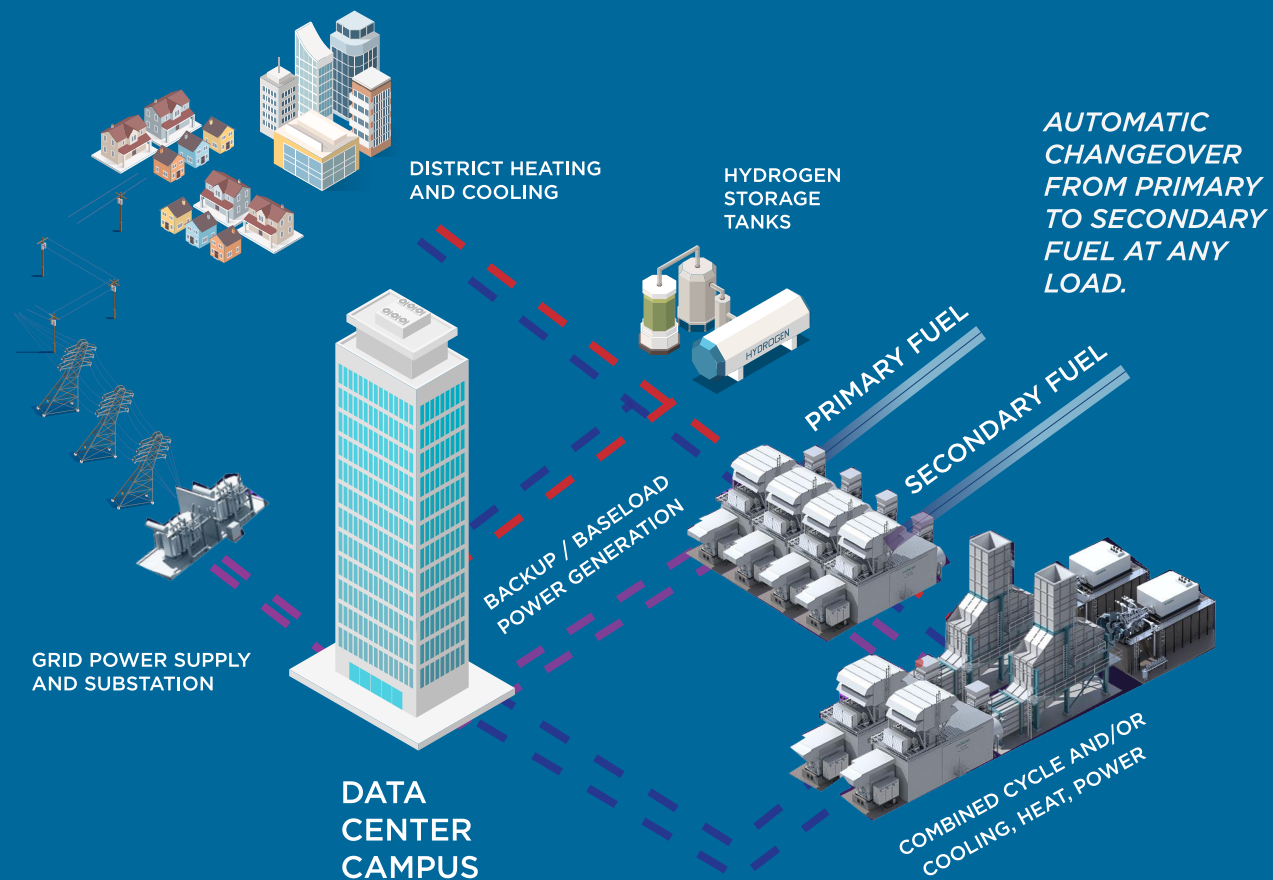 AUTOMATIC
CHANGEOVER
FROM PRIMARY
TO SECONDARY
FUEL AT ANY
LOAD.
DISTRICT HEATING
AND COOLING
HYDROGEN
STORAGE
TANKS
HYDROGEN
PRIMARY FUEL
SECONDARY FUEL
BACKUP / BASELOAD
POWER GENERATION
GRID POWER SUPPLY
AND SUBSTATION
COMBINED CYCLE AND/OR
COOLING, HEAT, POWER
DATA
CENTER
CAMPUS